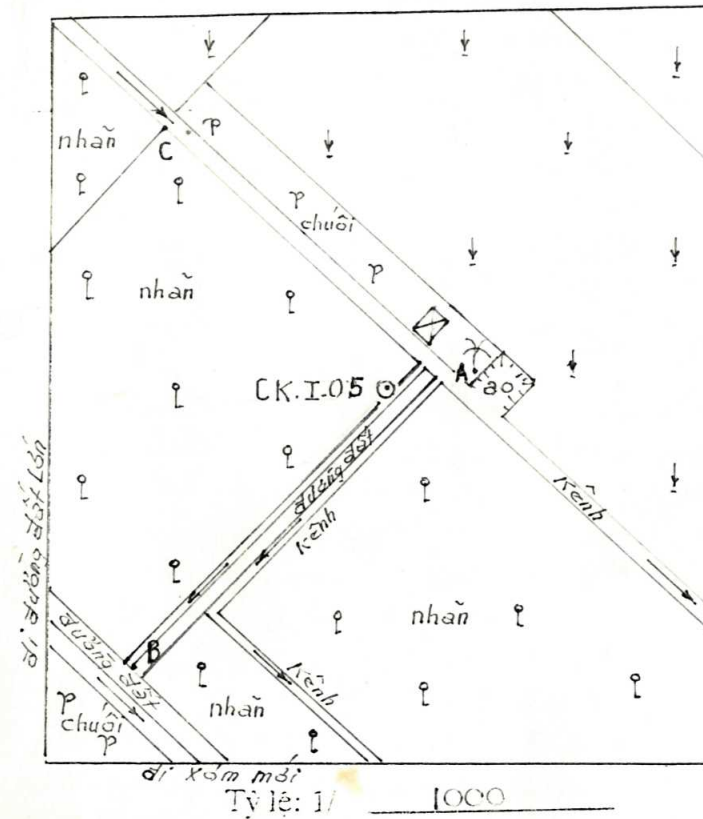 nhãn
C
chuối
nhãn
CK.I.05
A
ao
đường đất
kênh
kênh
đi đường đất lớn
B
đường đất
nhãn
kênh
nhãn
chuối
đi xóm mới
Tỷ lệ: 1/ 1000